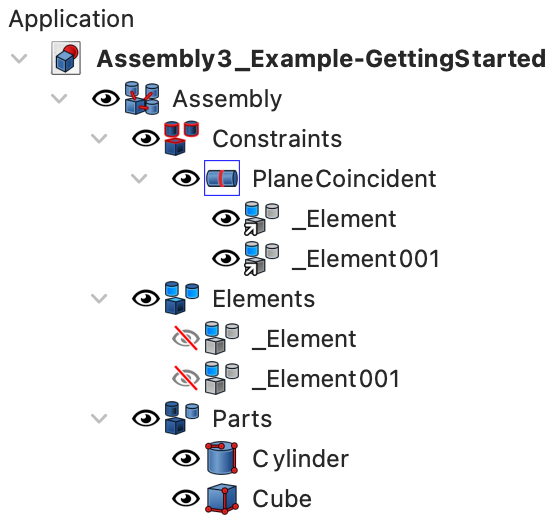 Application
Assembly3_Example-GettingStarted
Assembly
Constraints
PlaneCoincident
_Element
_Element001
Elements
_Element
_Element001
Parts
Cylinder
Cube